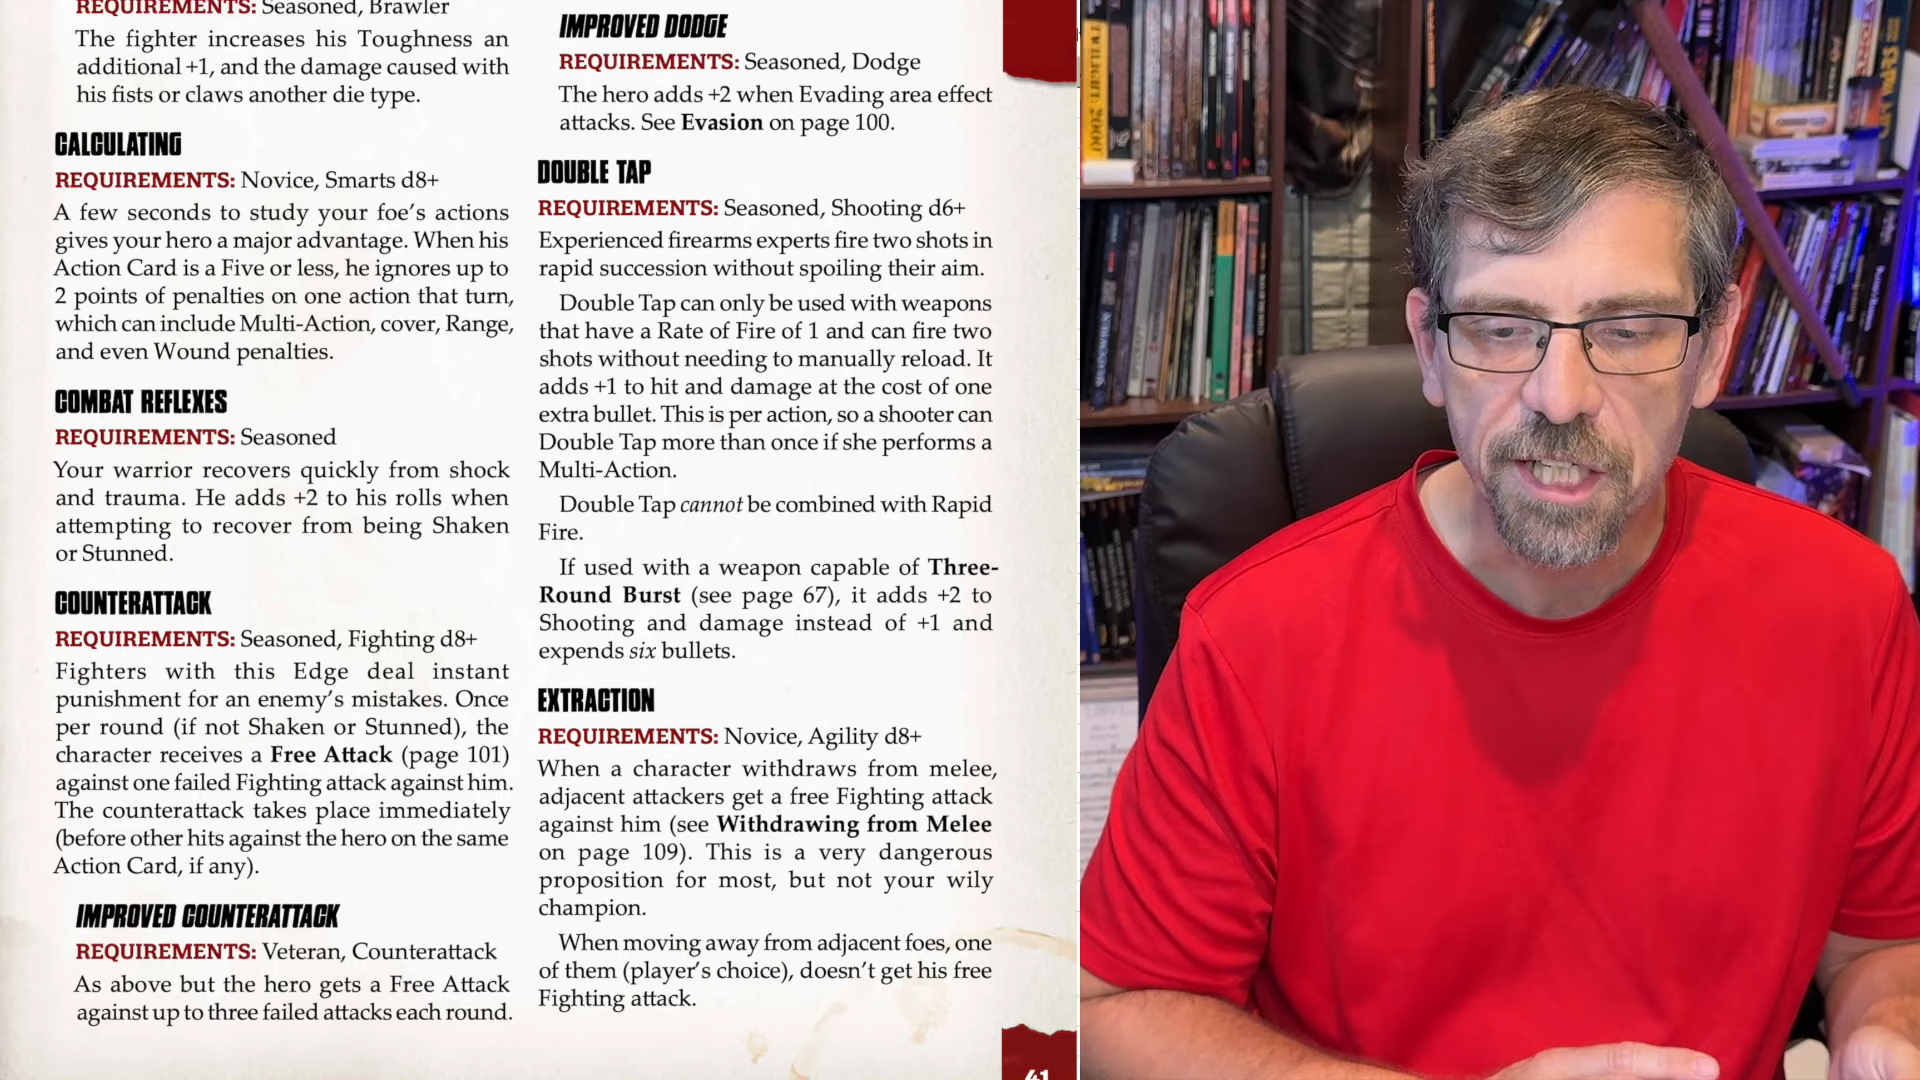 REQUIREMENTS: Seasoned, Brawler
The fighter increases his Toughness an
additional +1, and the damage caused with
his fists or claws another die type.
CALCULATING
REQUIREMENTS: Novice, Smarts d8+
A few seconds to study your foe's actions
gives your hero a major advantage. When his
Action Card is a Five or less, he ignores up to
2 points of penalties on one action that turn,
which can include Multi-Action, cover, Range,
and even Wound penalties.
COMBAT REFLEXES
REQUIREMENTS: Seasoned
Your warrior recovers quickly from shock
and trauma. He adds +2 to his rolls when
attempting to recover from being Shaken
or Stunned.
COUNTERATTACK
REQUIREMENTS: Seasoned, Fighting d8+
Fighters with this Edge deal instant
punishment for an enemy's mistakes. Once
per round (if not Shaken or Stunned), the
character receives a Free Attack (page 101)
against one failed Fighting attack against him.
The counterattack takes place immediately
(before other hits against the hero on the same
Action Card, if any).
IMPROVED COUNTERATTACK
REQUIREMENTS: Veteran, Counterattack
As above but the hero gets a Free Attack
against up to three failed attacks each round.
IMPROVED DODGE
REQUIREMENTS: Seasoned, Dodge
The hero adds +2 when Evading area effect
attacks. See Evasion on page 100.
DOUBLE TAP
REQUIREMENTS: Seasoned, Shooting d6+
Experienced firearms experts fire two shots in
rapid succession without spoiling their aim.
Double Tap can only be used with weapons
that have a Rate of Fire of 1 and can fire two
shots without needing to manually reload. It
adds +1 to hit and damage at the cost of one
extra bullet. This is per action, so a shooter can
Double Tap more than once if she performs a
Multi-Action.
Double Tap cannot be combined with Rapid
Fire.
If used with a weapon capable of Three-
Round Burst (see page 67), it adds +2 to
Shooting and damage instead of +1 and
expends six bullets.
EXTRACTION
REQUIREMENTS: Novice, Agility d8+
When a character withdraws from melee,
adjacent attackers get a free Fighting attack
against him (see Withdrawing from Melee
on page 109). This is a very dangerous
proposition for most, but not your wily
champion.
When moving away from adjacent foes, one
of them (player's choice), doesn't get his free
Fighting attack.
41
TWILIGHT: 2000